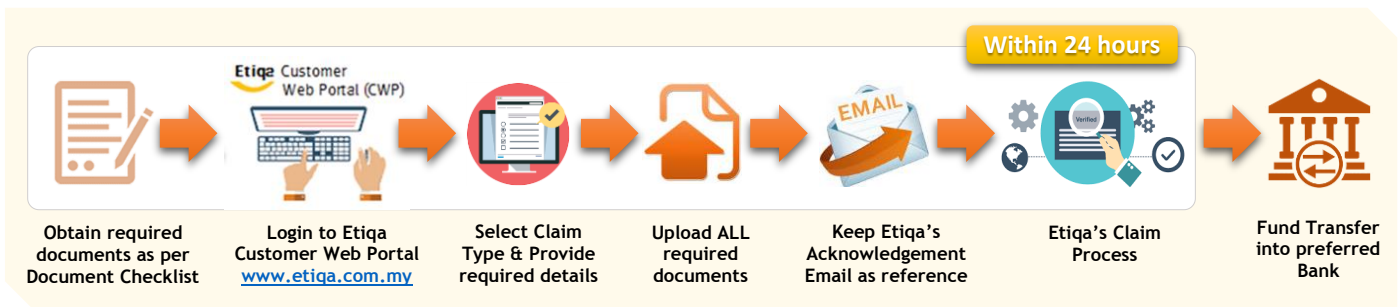 Within 24 hours
Etiqa Customer
Web Portal (CWP)
EMAIL
Verified
Obtain required
documents as per
Document Checklist
Login to Etiqa
Customer Web Portal
www.etiqa.com.my
Select Claim
Type & Provide
required details
Upload ALL
required
documents
Keep Etiqa’s
Acknowledgement
Email as reference
Etiqa’s Claim
Process
Fund Transfer
into preferred
Bank